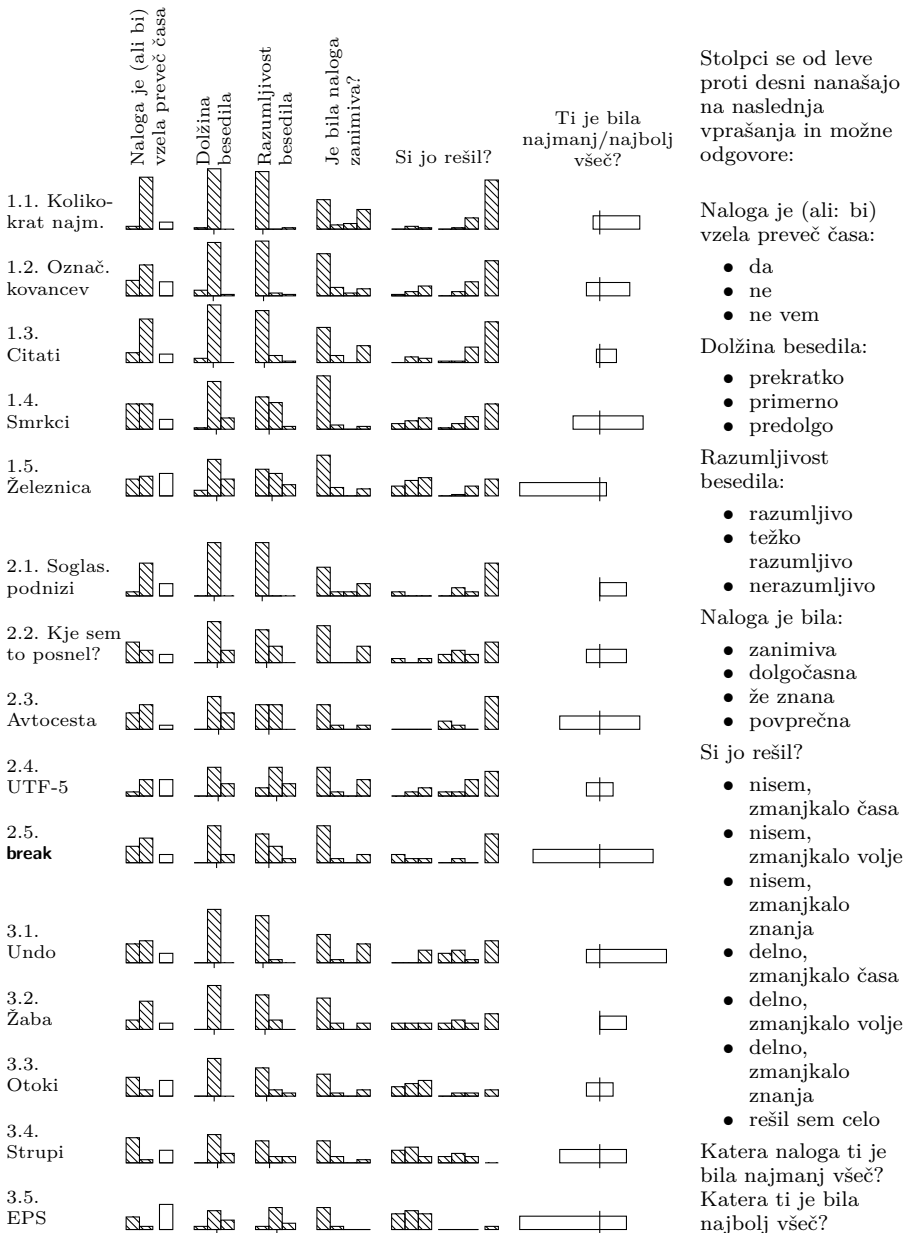 Naloga je (ali bi)
vzela preveč časa
Dolžina
besedila
Razumljivost
besedila
Je bila naloga
zanimiva?
Si jo rešil?
Ti je bila
najmanj/najbolj
všeč?
1.1. Koliko-
krat najm.
1.2. Označ.
kovancev
1.3.
Citati
1.4.
Smrkci
1.5.
Železnica
2.1. Soglas.
podnizi
2.2. Kje sem
to posnel?
2.3.
Avtocesta
2.4.
UTF-5
2.5.
break
3.1.
Undo
3.2.
Žaba
3.3.
Otoki
3.4.
Strupi
3.5.
EPS
Stolpci se od leve
proti desni nanašajo
na naslednja
vprašanja in možne
odgovore:
Naloga je (ali: bi)
vzela preveč časa:
• da
• ne
• ne vem
Dolžina besedila:
• prekratko
• primerno
• predolgo
Razumljivost
besedila:
• razumljivo
• težko
razumljivo
• nerazumljivo
Naloga je bila:
• zanimiva
• dolgočasna
• že znana
• povprečna
Si jo rešil?
• nisem,
zmanjkalo časa
• nisem,
zmanjkalo volje
• nisem,
zmanjkalo
znanja
• delno,
zmanjkalo časa
• delno,
zmanjkalo volje
• delno,
zmanjkalo
znanja
• rešil sem celo
Katera naloga ti je
bila najmanj všeč?
Katera ti je bila
najbolj všeč?